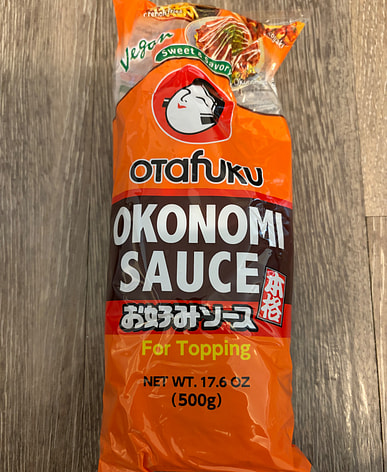 Vegan
Sweet & Savory
OTAFUKU
OKONOMI
SAUCE
本格
お好みソース
For Topping
NET WT. 17.6 OZ
(500g)